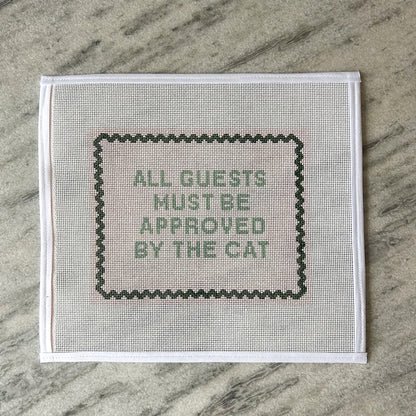 ALL GUESTS
MUST BE
APPROVED
BY THE CAT